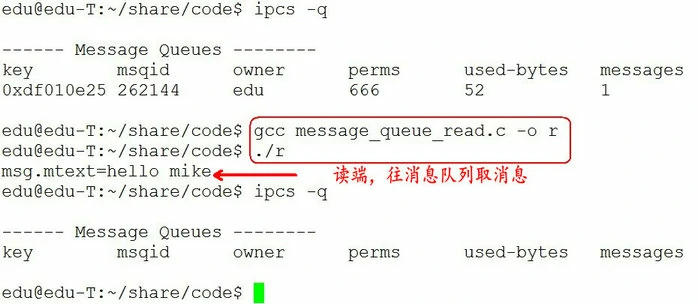 edu@edu-T:~/share/code$ ipcs -q
------ Message Queues --------
key msqid owner perms used-bytes messages
0xdf010e25 262144 edu 666 52 1
edu@edu-T:~/share/code$ gcc message_queue_read.c -o r
edu@edu-T:~/share/code$ ./r
msg.mtext=hello mike 读端，往消息队列取消息
edu@edu-T:~/share/code$ ipcs -q
------ Message Queues --------
key msqid owner perms used-bytes messages
edu@edu-T:~/share/code$